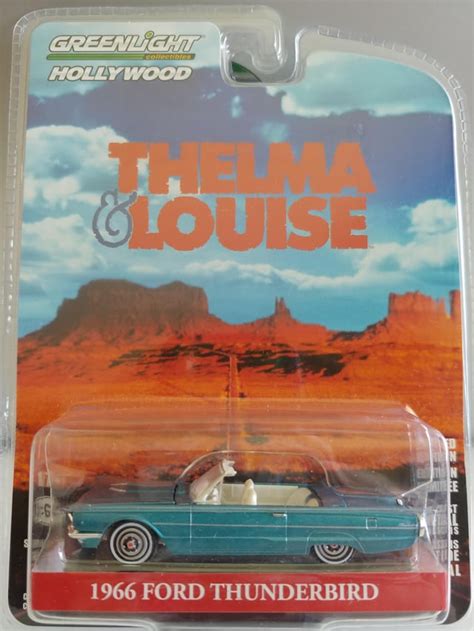 GREENLIGHT
collectibles
HOLLYWOOD
THELMA
& LOUISE
1966 FORD THUNDERBIRD